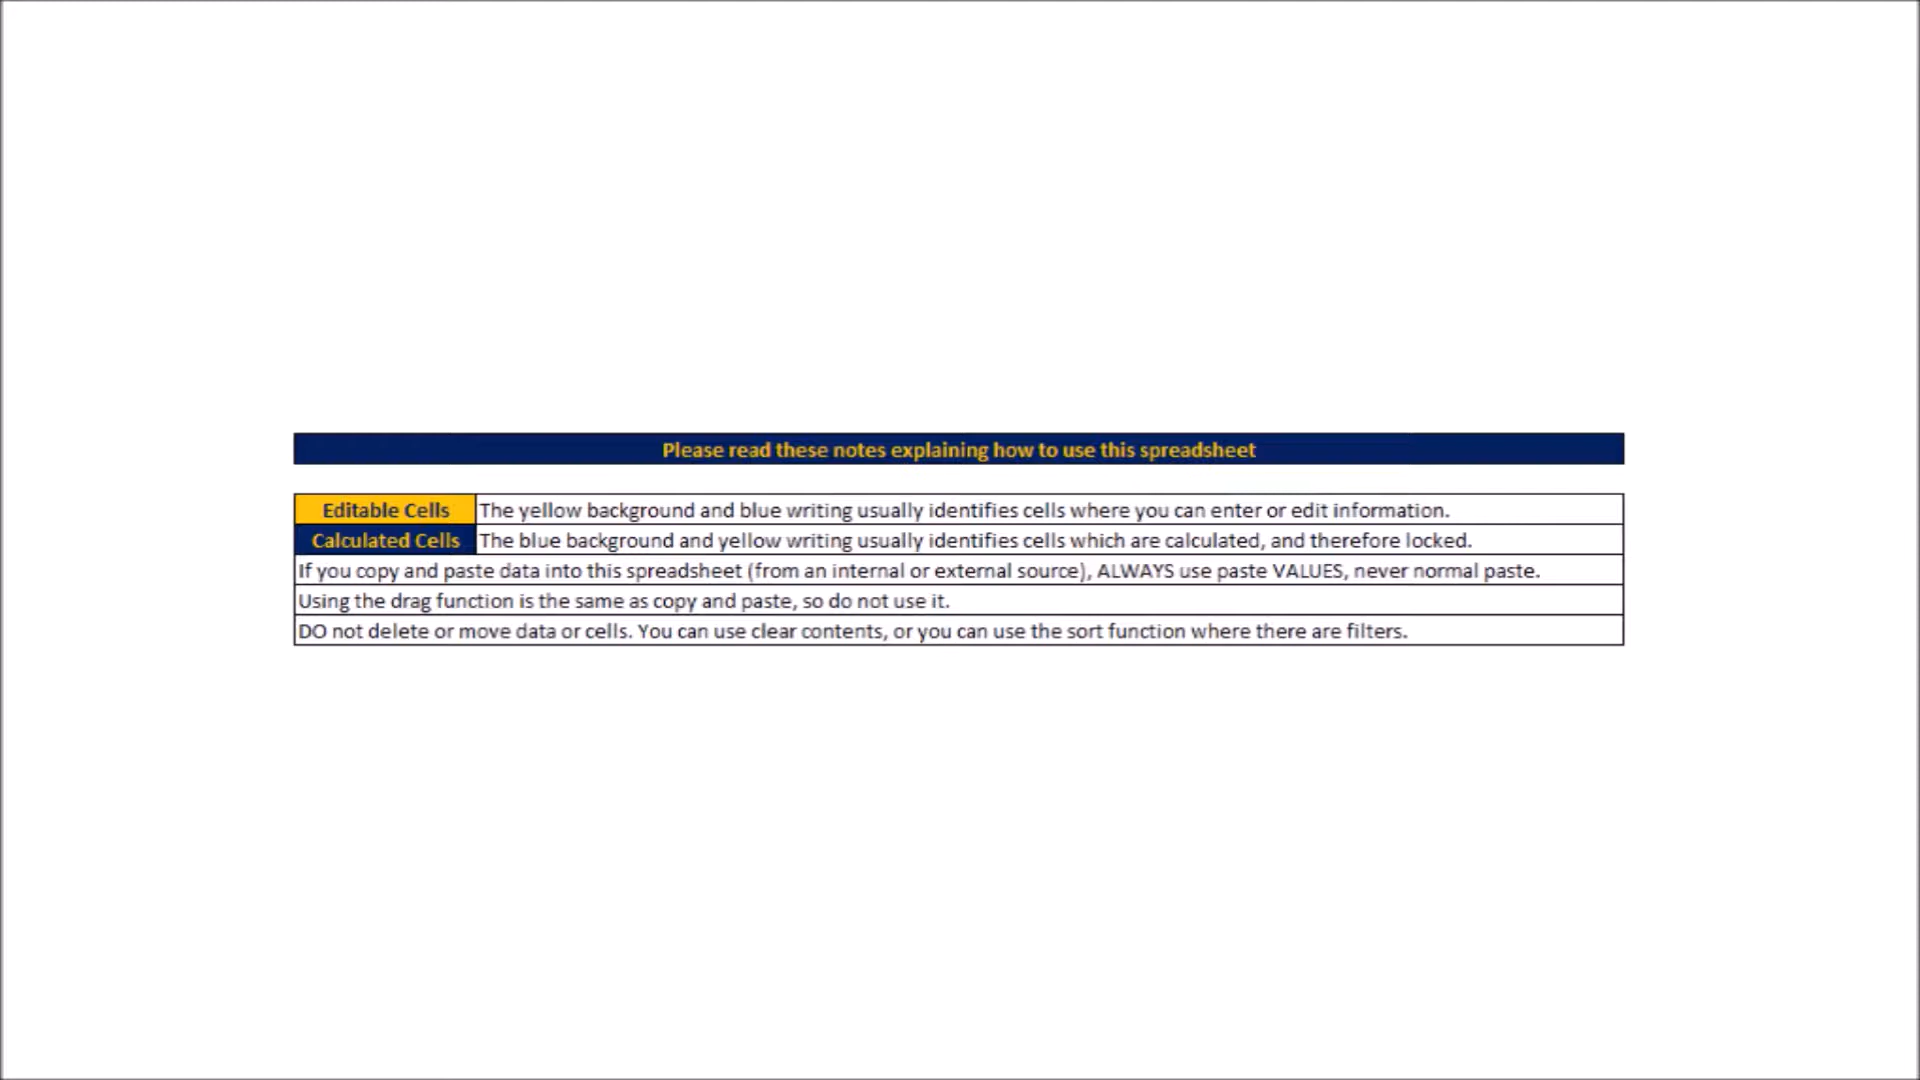 Please read these notes explaining how to use this spreadsheet
Editable Cells The yellow background and blue writing usually identifies cells where you can enter or edit information.
Calculated Cells The blue background and yellow writing usually identifies cells which are calculated, and therefore locked.
If you copy and paste data into this spreadsheet (from an internal or external source), ALWAYS use paste VALUES, never normal paste.
Using the drag function is the same as copy and paste, so do not use it.
DO not delete or move data or cells. You can use clear contents, or you can use the sort function where there are filters.